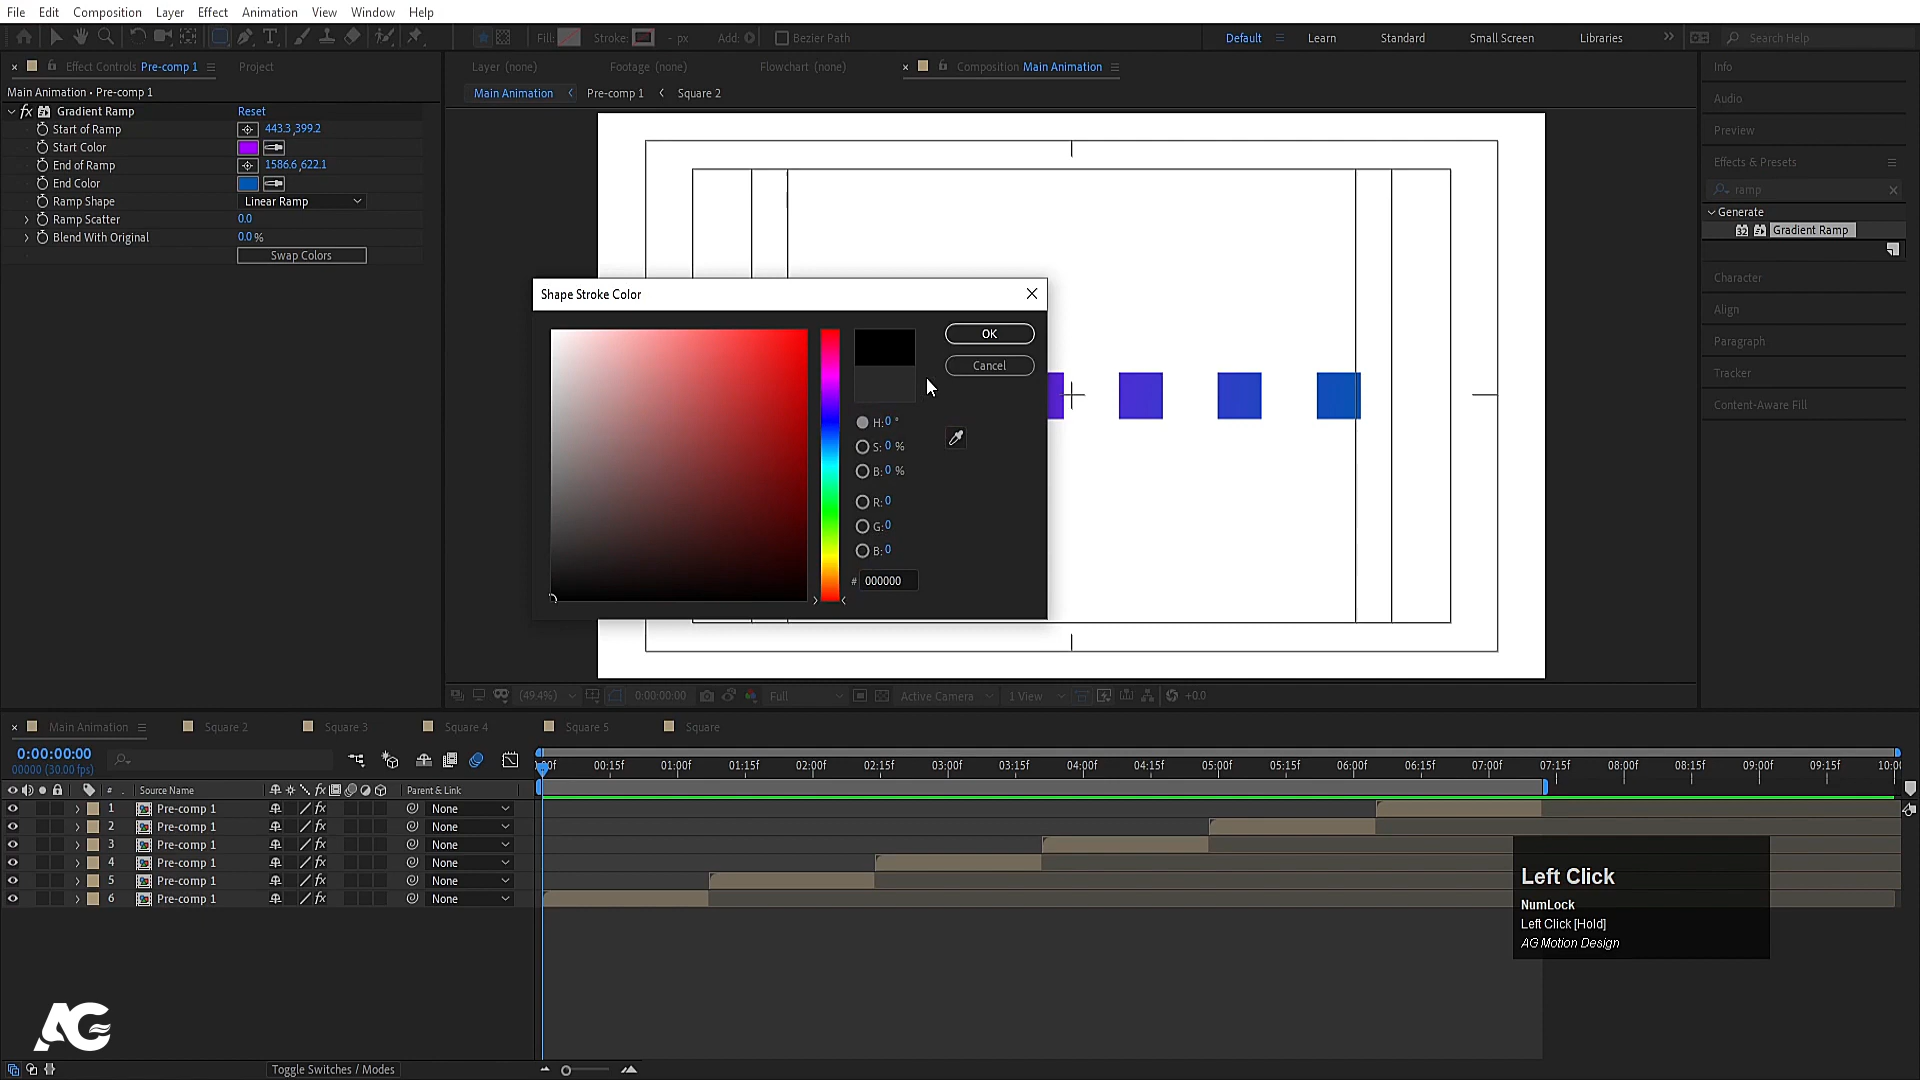 File Edit Composition Layer Effect Animation View Window Help
Fill: Stroke: - px Add: Bezier Path Default Learn Standard Small Screen Libraries Search Help
Effect Controls Pre-comp 1 Project Layer (none) Footage (none) Flowchart (none) Composition Main Animation Info
Main Animation • Pre-comp 1 Main Animation Pre-comp 1 Square 2 Audio
fx Gradient Ramp Reset
Start of Ramp 443.3,399.2 Preview
Start Color
End of Ramp 1586.6,622.1 Effects & Presets
End Color ramp
Ramp Shape Linear Ramp Generate
Ramp Scatter 0.0 Gradient Ramp
Blend With Original 0.0 %
Swap Colors
Character
Align
Paragraph
Tracker
Content-Aware Fill
Shape Stroke Color
OK
Cancel
H: 0 °
S: 0 %
B: 0 %
R: 0
G: 0
B: 0
# 000000
(49.4%) 0:00:00:00 Full Active Camera 1 View +0.0
Main Animation Square 2 Square 3 Square 4 Square 5 Square
0:00:00:00
00000 (30.00 fps)
00f 00:15f 01:00f 01:15f 02:00f 02:15f 03:00f 03:15f 04:00f 04:15f 05:00f 05:15f 06:00f 06:15f 07:00f 07:15f 08:00f 08:15f 09:00f 09:15f 10:00
# Source Name fx Parent & Link
1 Pre-comp 1 fx None
2 Pre-comp 1 fx None
3 Pre-comp 1 fx None
4 Pre-comp 1 fx None
5 Pre-comp 1 fx None
6 Pre-comp 1 fx None
Left Click
NumLock
Left Click [Hold]
AG Motion Design
AG
Toggle Switches / Modes